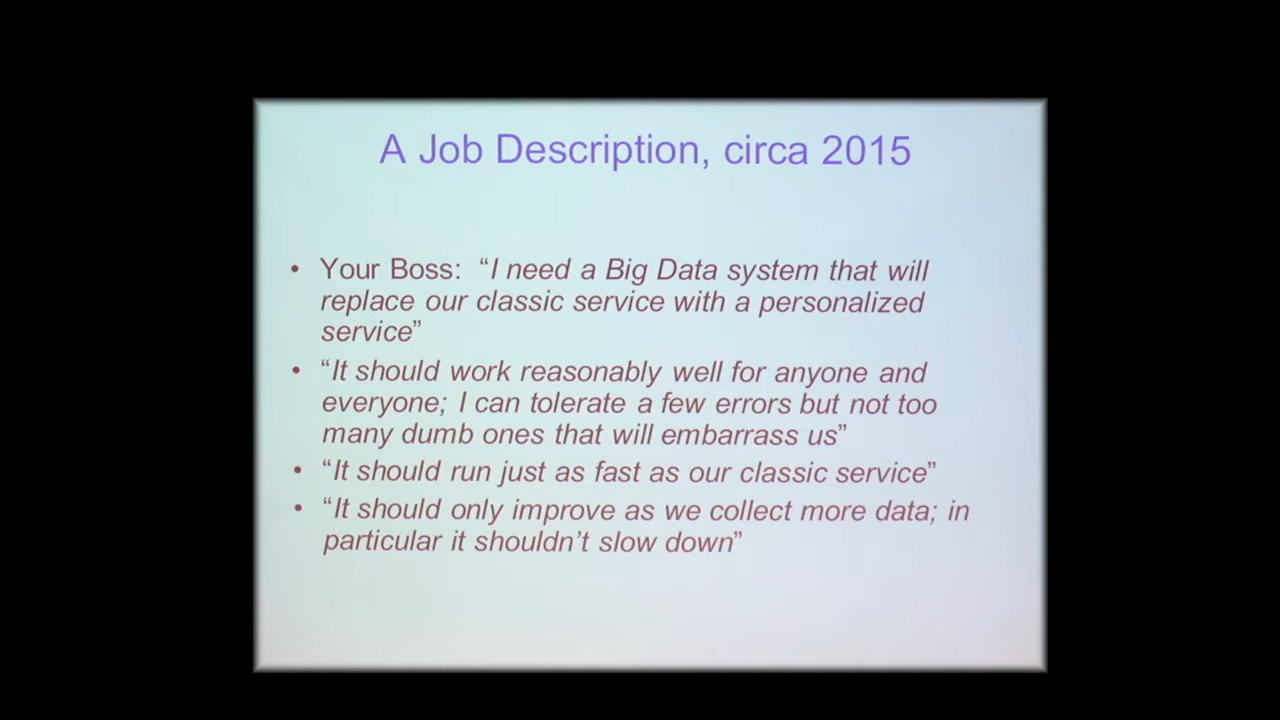 A Job Description, circa 2015
• Your Boss: “I need a Big Data system that will
replace our classic service with a personalized
service”
• “It should work reasonably well for anyone and
everyone; I can tolerate a few errors but not too
many dumb ones that will embarrass us”
• “It should run just as fast as our classic service”
• “It should only improve as we collect more data; in
particular it shouldn’t slow down”